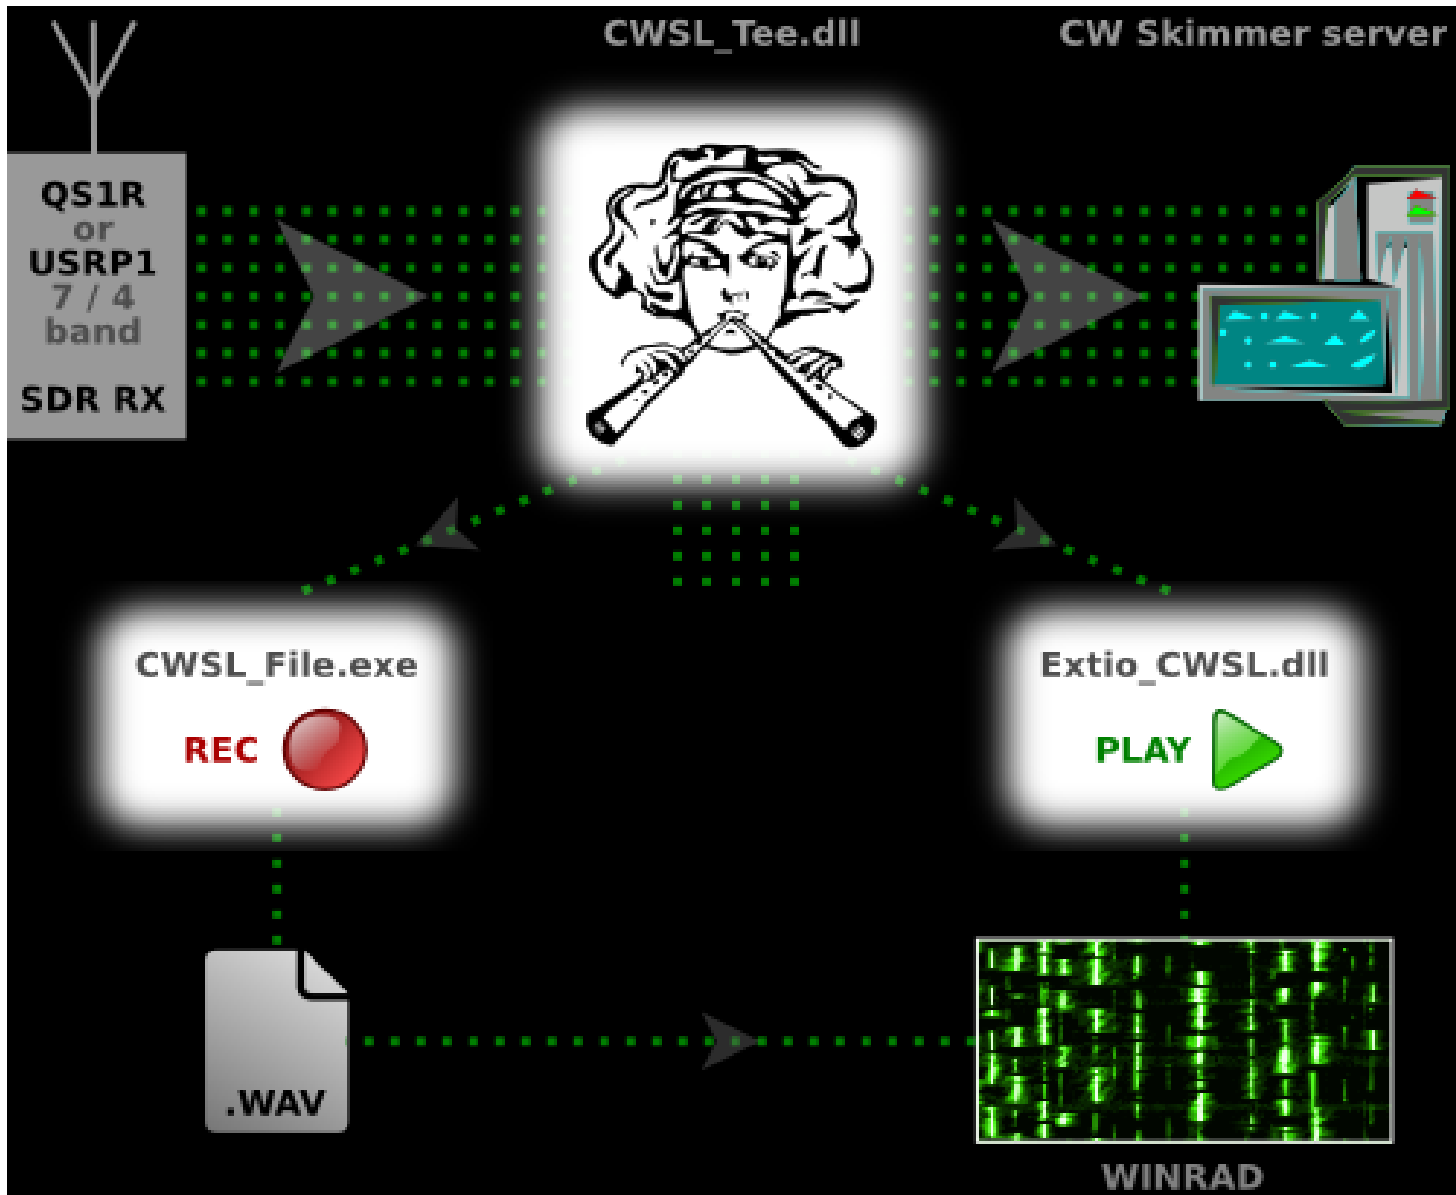 CWSL_Tee.dll
CW Skimmer server
QS1R
or
USRP1
7 / 4
band
SDR RX
CWSL_File.exe
REC
Extio_CWSL.dll
PLAY
.WAV
WINRAD